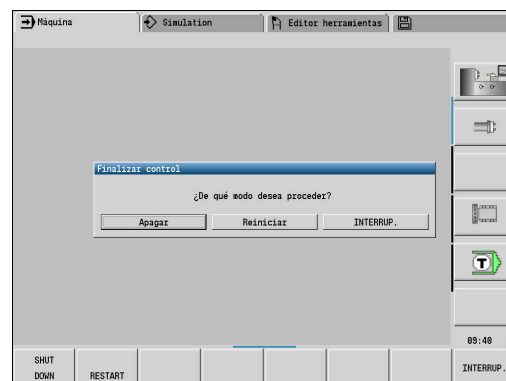 Máquina
Simulation
Editor herramientas
Finalizar control
¿De qué modo desea proceder?
Apagar
Reiniciar
INTERRUP.
T
09:40
SHUT
DOWN
RESTART
INTERRUP.